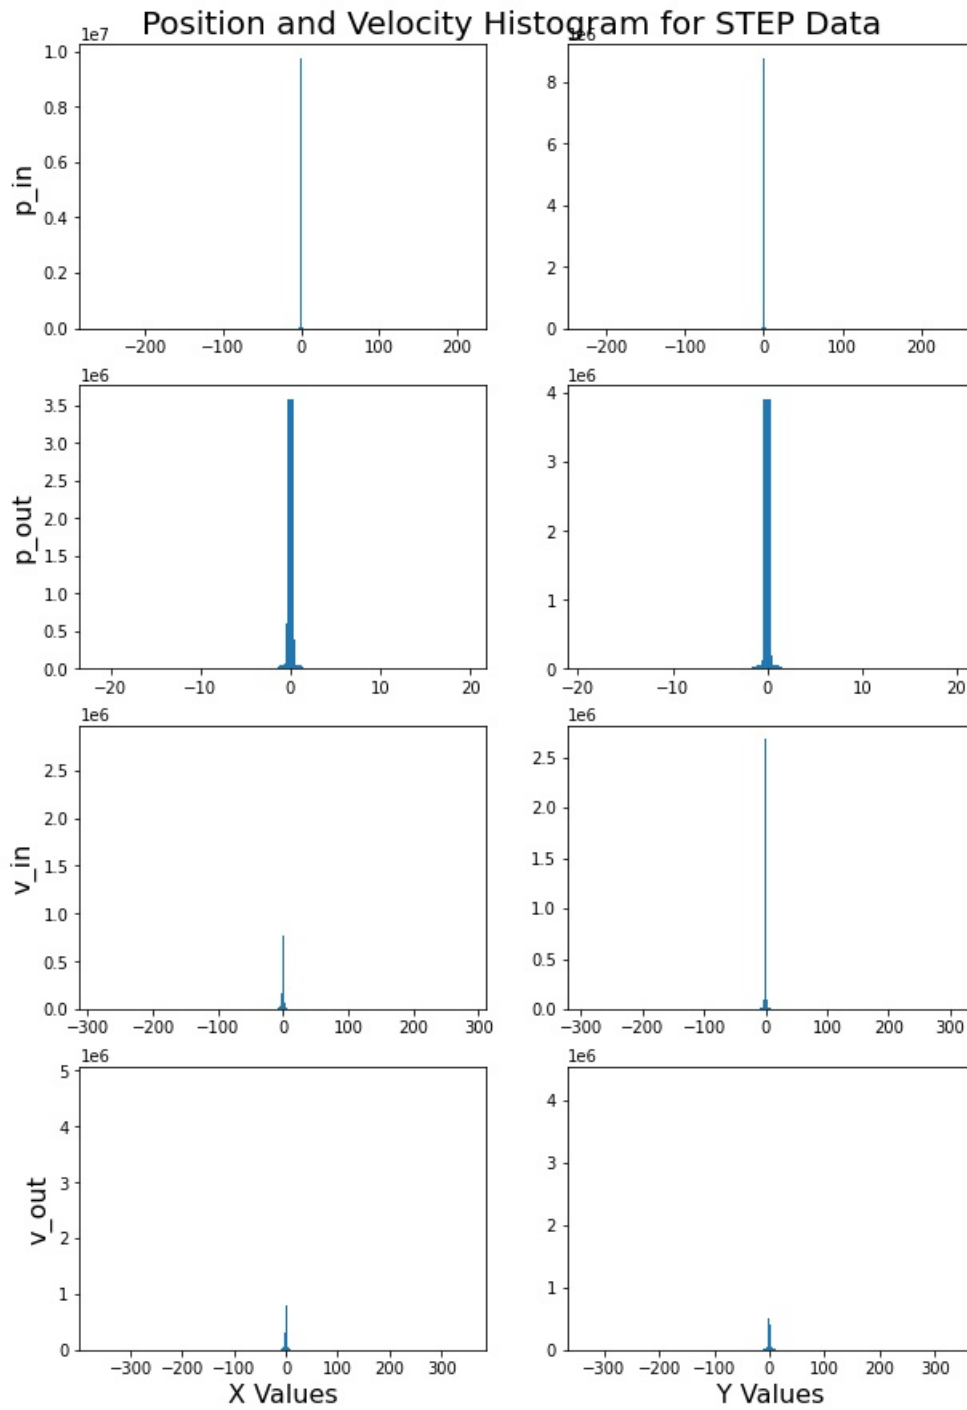 Position and Velocity Histogram for STEP Data
1e7
1e6
1.0
0.8
0.6
0.4
0.2
0.0
p_in
8
6
4
2
0
−200 −100 0 100 200
−200 −100 0 100 200
1e6
1e6
3.5
3.0
2.5
2.0
1.5
1.0
0.5
0.0
p_out
4
3
2
1
0
−20 −10 0 10 20
−20 −10 0 10 20
1e6
1e6
2.5
2.0
1.5
1.0
0.5
0.0
v_in
2.5
2.0
1.5
1.0
0.5
0.0
−300 −200 −100 0 100 200 300
−300 −200 −100 0 100 200 300
1e6
1e6
5
4
3
2
1
0
v_out
4
3
2
1
0
−300 −200 −100 0 100 200 300
−300 −200 −100 0 100 200 300
X Values
Y Values